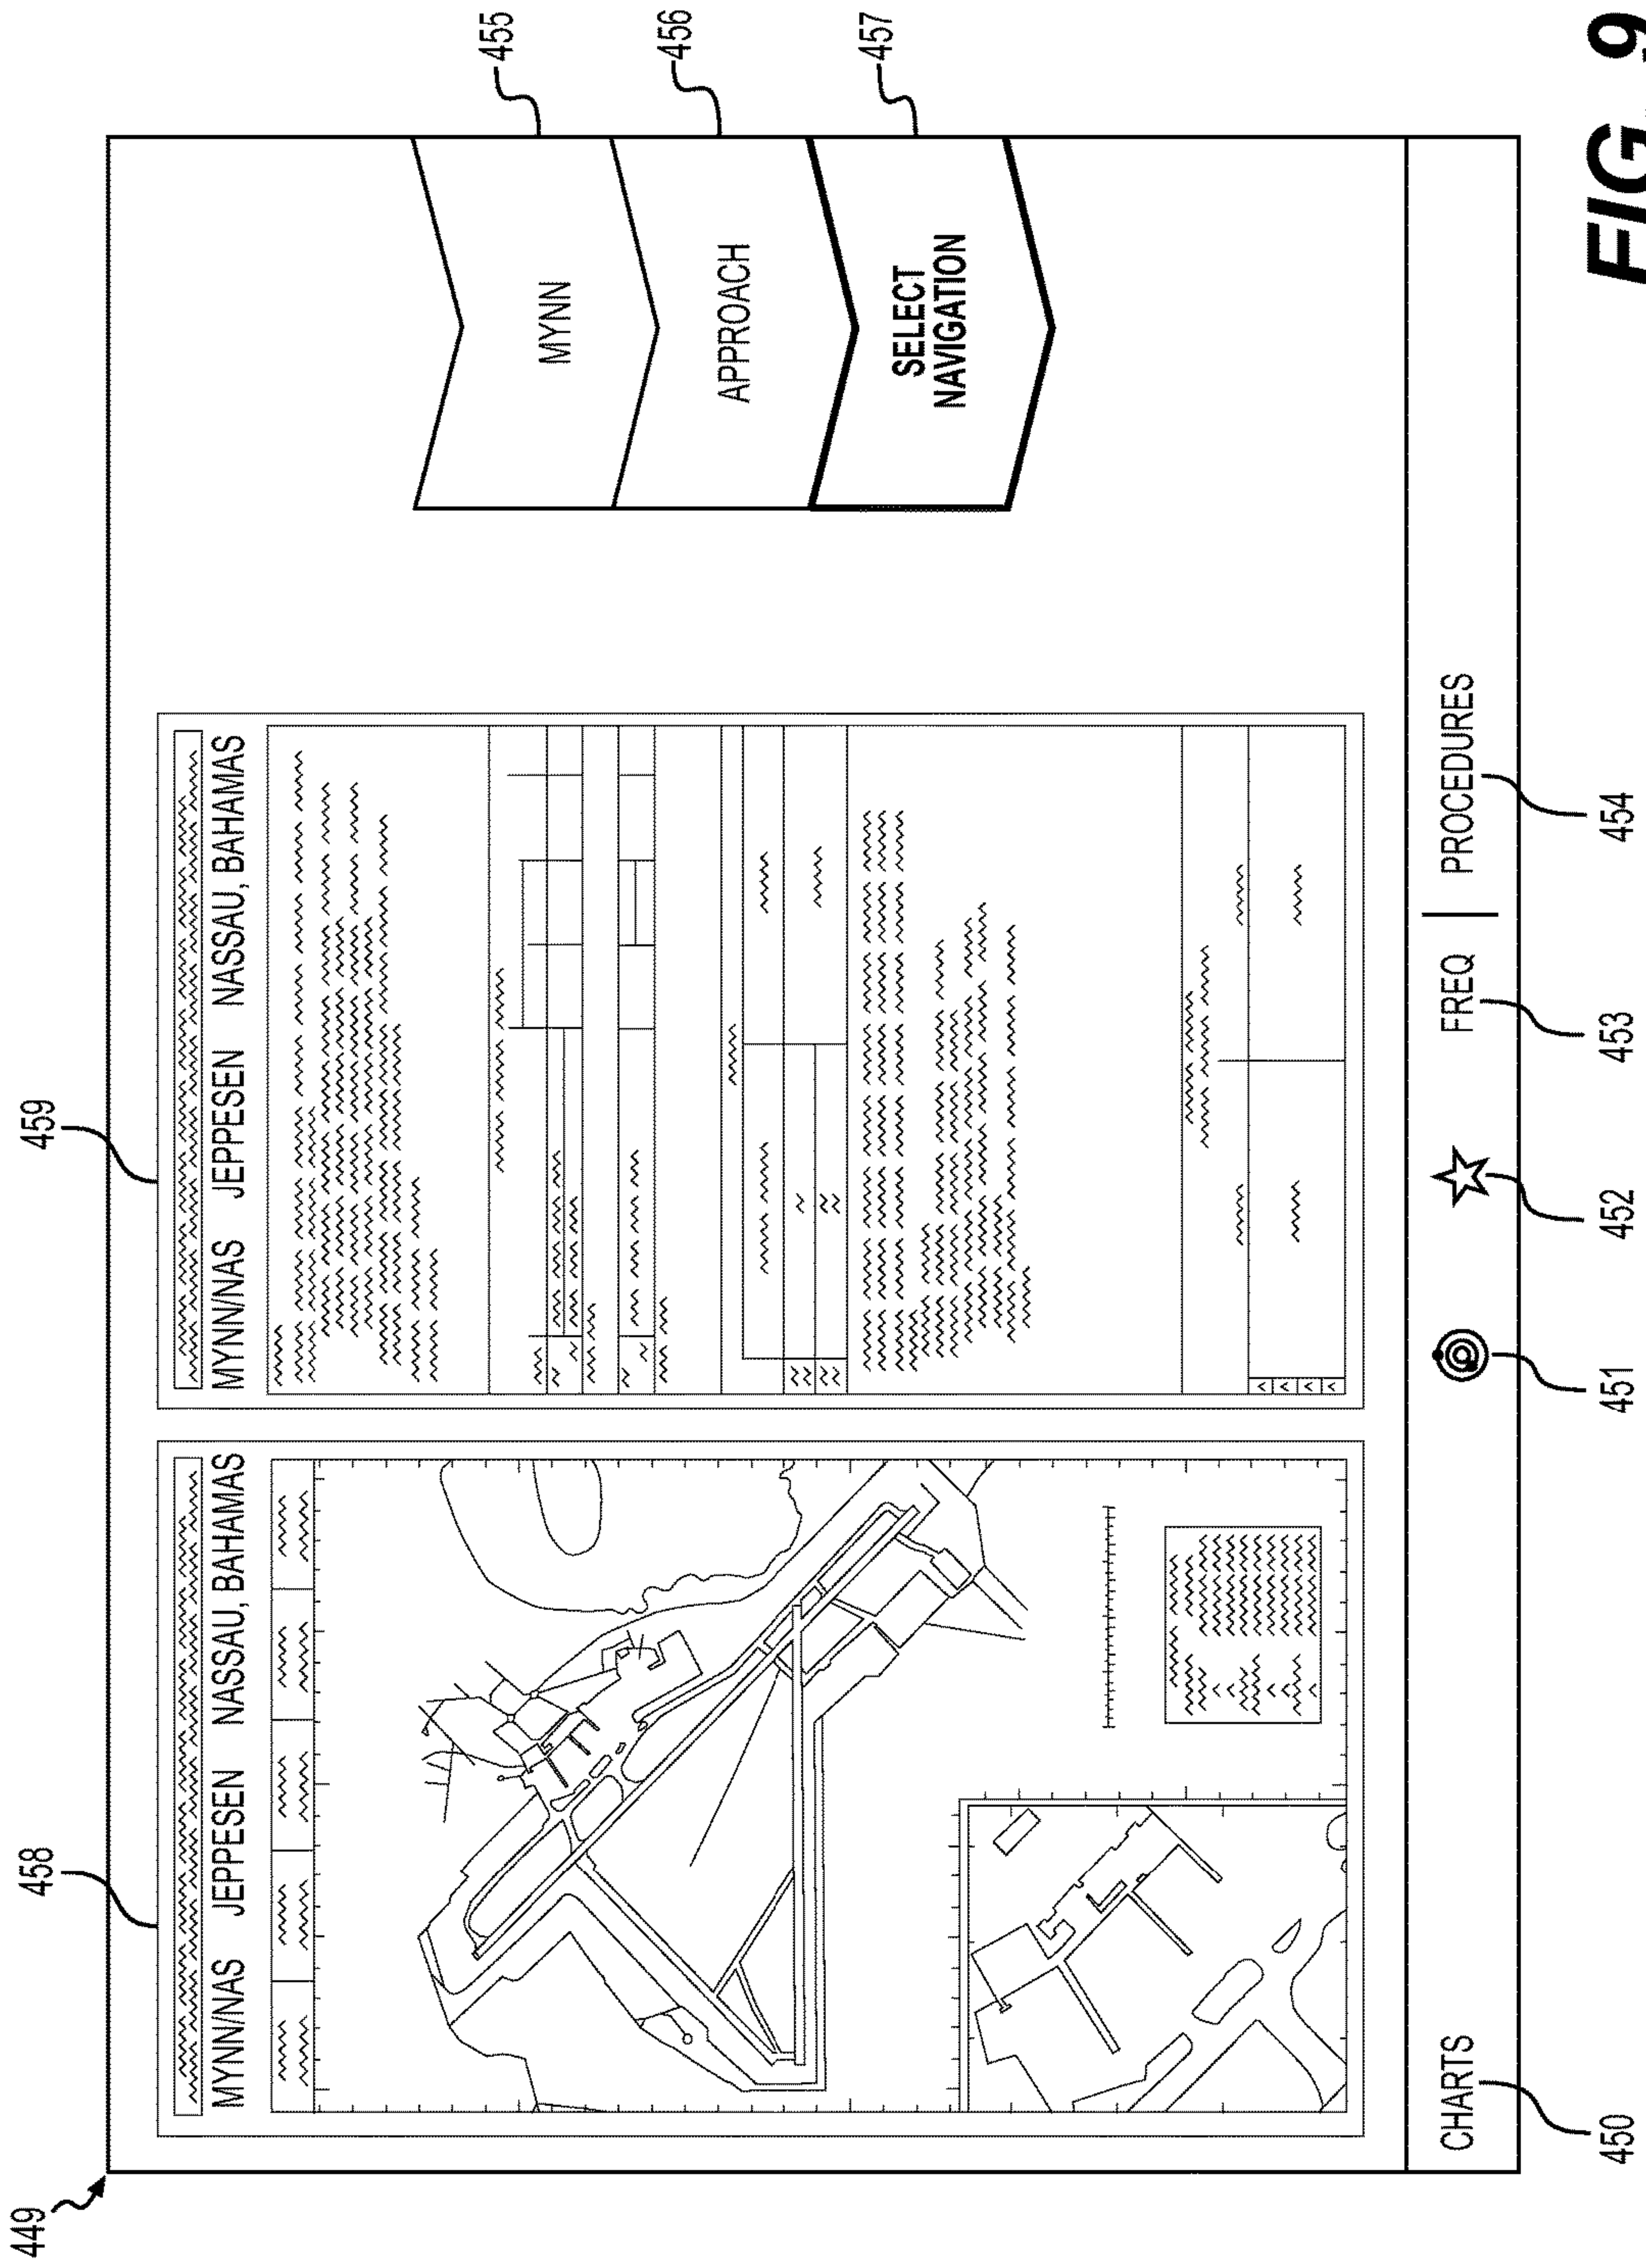 449
458
459
MYNN/NAS JEPPESEN NASSAU, BAHAMAS
MYNN/NAS JEPPESEN NASSAU, BAHAMAS
MYNN
455
APPROACH
456
SELECT
NAVIGATION
457
CHARTS
FREQ | PROCEDURES
450
451
452
453
454
FIG. 9